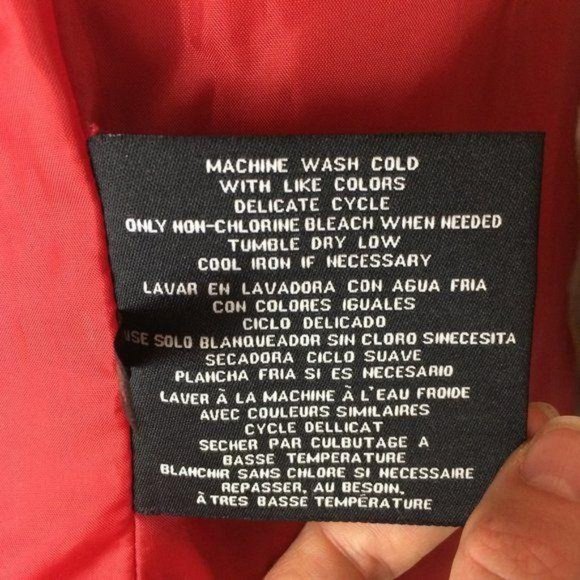 MACHINE WASH COLD
WITH LIKE COLORS
DELICATE CYCLE
ONLY NON-CHLORINE BLEACH WHEN NEEDED
TUMBLE DRY LOW
COOL IRON IF NECESSARY
LAVAR EN LAVADORA CON AGUA FRIA
CON COLORES IGUALES
CICLO DELICADO
USE SOLO BLANQUEADOR SIN CLORO SINECESITA
SECADORA CICLO SUAVE
PLANCHA FRIA SI ES NECESARIO
LAVER À LA MACHINE À L'EAU FROIDE
AVEC COULEURS SIMILAIRES
CYCLE DELLICAT
SECHER PAR CULBUTAGE A
BASSE TEMPERATURE
BLANCHIR SANS CHLORE SI NECESSAIRE
REPASSER, AU BESOIN,
À TRES BASSE TEMPÉRATURE